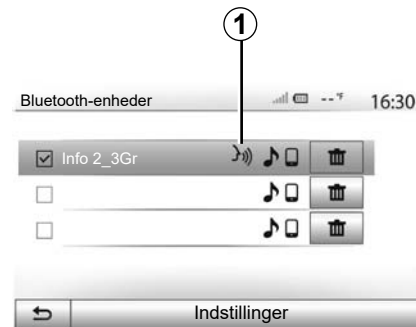 1
Bluetooth-enheder -- °F 16:30
Info 2_3Gr
Indstillinger